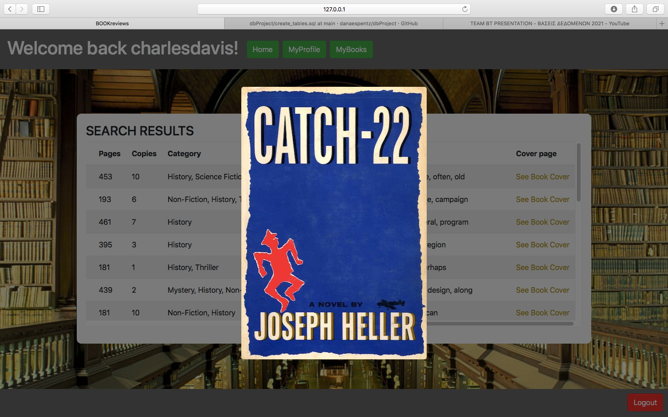 127.0.0.1
BOOKreviews
dbProject/create_tables.sql at main · danaespentz/dbProject · GitHub
TEAM BT PRESENTATION - ΒΑΣΕΙΣ ΔΕΔΟΜΕΝΩΝ 2021 - YouTube
Welcome back charlesdavis!
Home
MyProfile
MyBooks
SEARCH RESULTS
Pages Copies Category Cover page
453 10 History, Science Fictio , often, old See Book Cover
193 6 Non-Fiction, History, T e, campaign See Book Cover
461 7 History eral, program See Book Cover
395 3 History region See Book Cover
181 1 History, Thriller rhaps See Book Cover
439 2 Mystery, History, Non- design, along See Book Cover
181 10 Non-Fiction, History can See Book Cover
CATCH-22
A NOVEL BY
JOSEPH HELLER
Logout